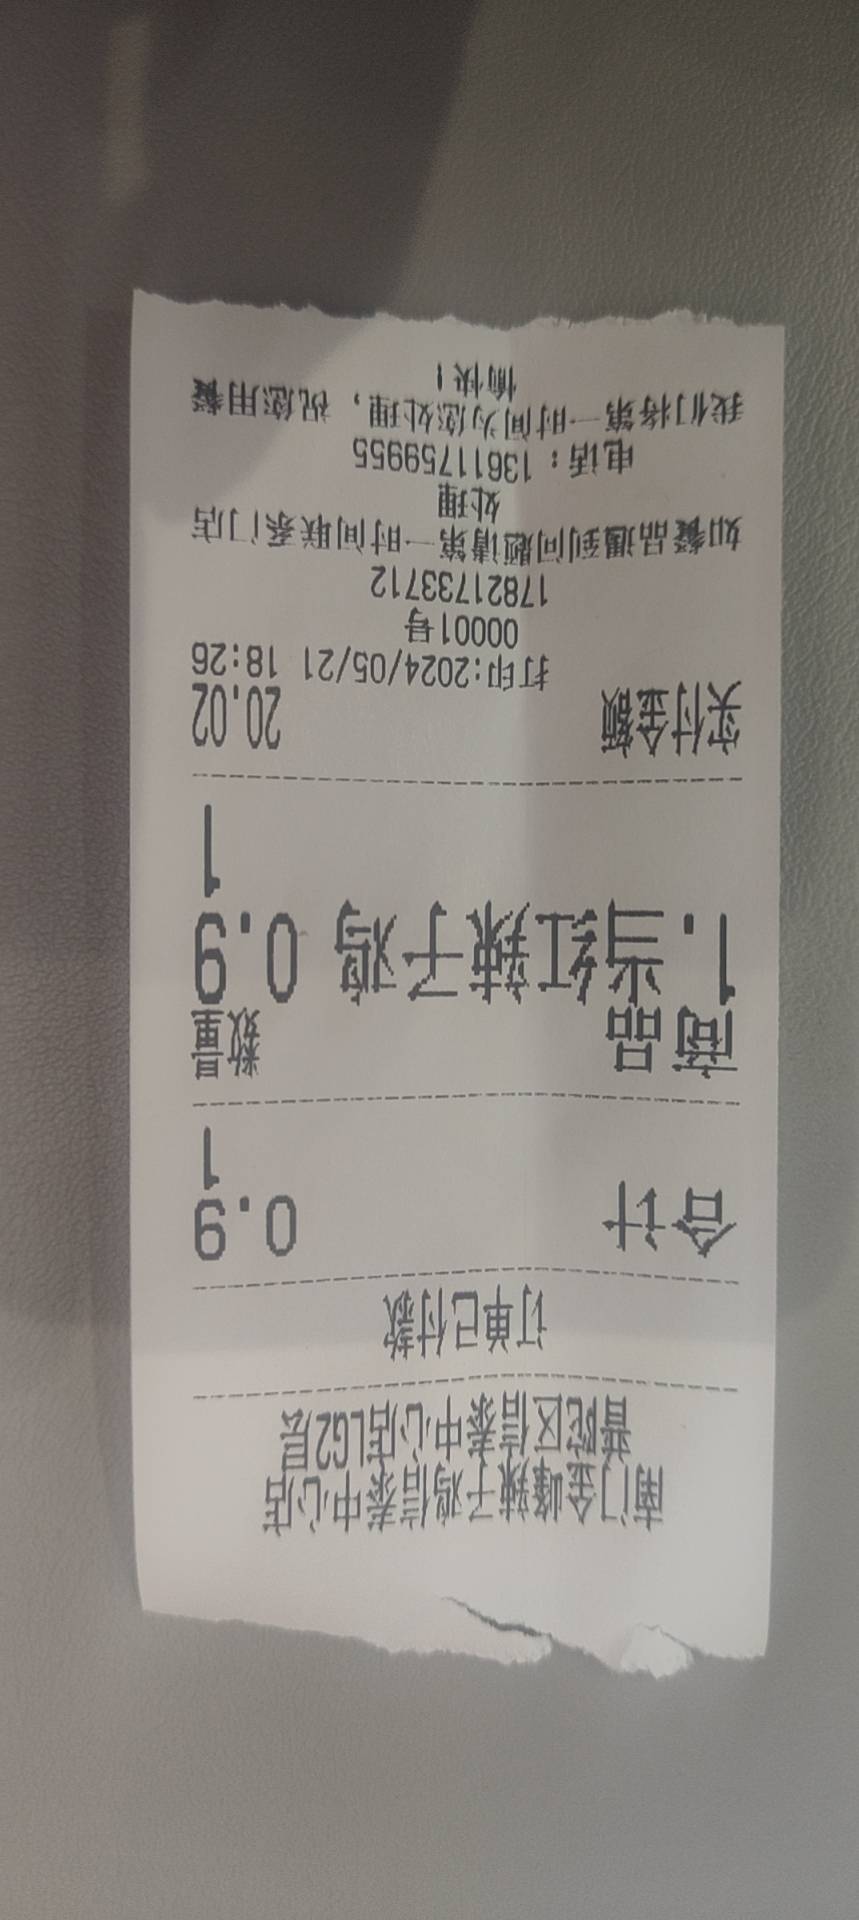 南门金峰辣子鸡信泰中心店
普陀区信泰中心店LG2层
订单已付款
合计 0.9
1
商品 数量
1.当红辣子鸡 0.9
1
实付金额 20.02
打印:2024/05/21 18:26
00001号
17821733712
如餐品遇到问题请第一时间联系门店
处理
电话：13611759955
我们将第一时间为您处理，祝您用餐
愉快！